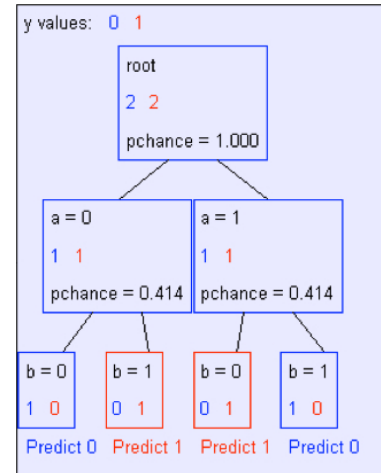 y values: 0 1
root
2 2
pchance = 1.000
a = 0
1 1
pchance = 0.414
a = 1
1 1
pchance = 0.414
b = 0
1 0
Predict 0
b = 1
0 1
Predict 1
b = 0
0 1
Predict 1
b = 1
1 0
Predict 0